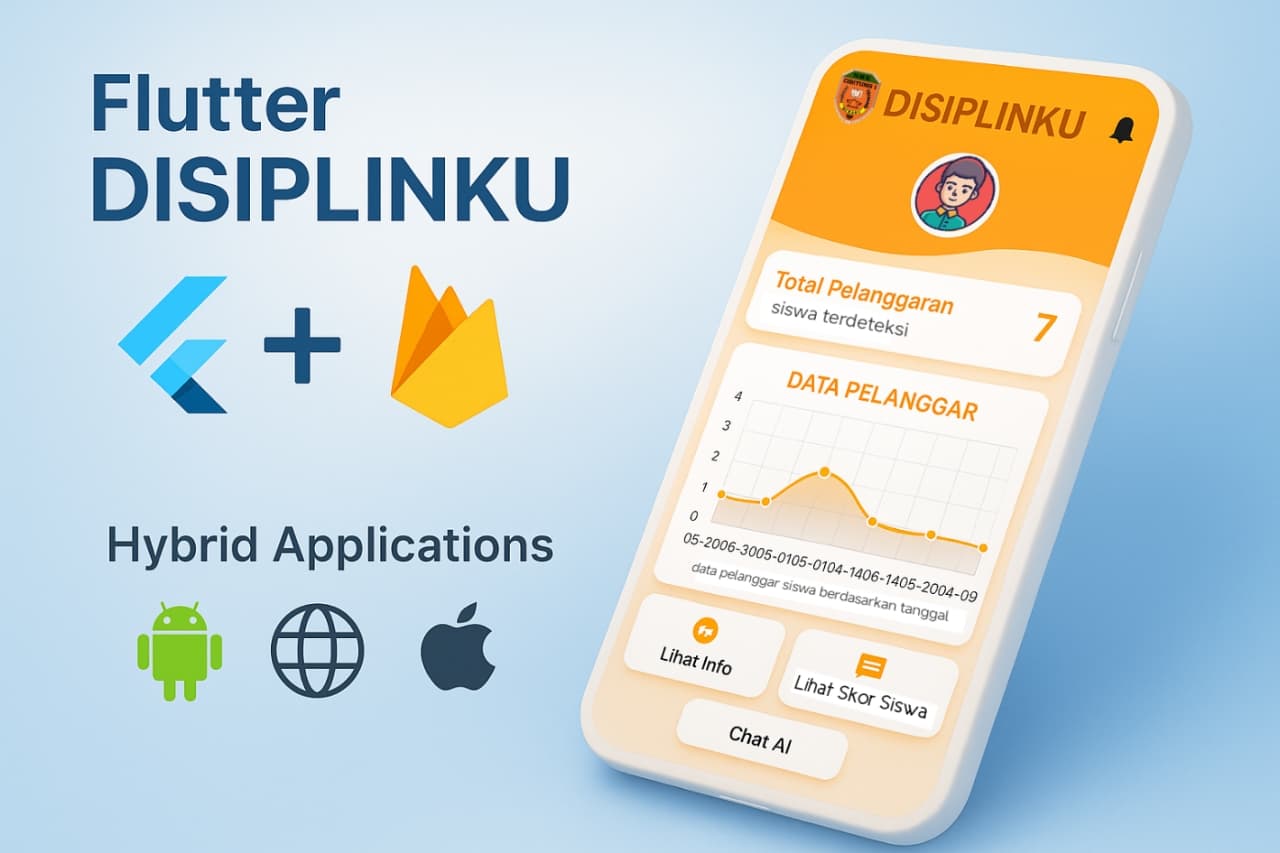 Flutter
DISIPLINKU
Hybrid Applications
DISIPLINKU
Total Pelanggaran
siswa terdeteksi
7
DATA PELANGGAR
4
3
2
1
0
05-2006-3005-0105-0104-1406-1405-2004-09
data pelanggar siswa berdasarkan tanggal
Lihat Info
Lihat Skor Siswa
Chat AI